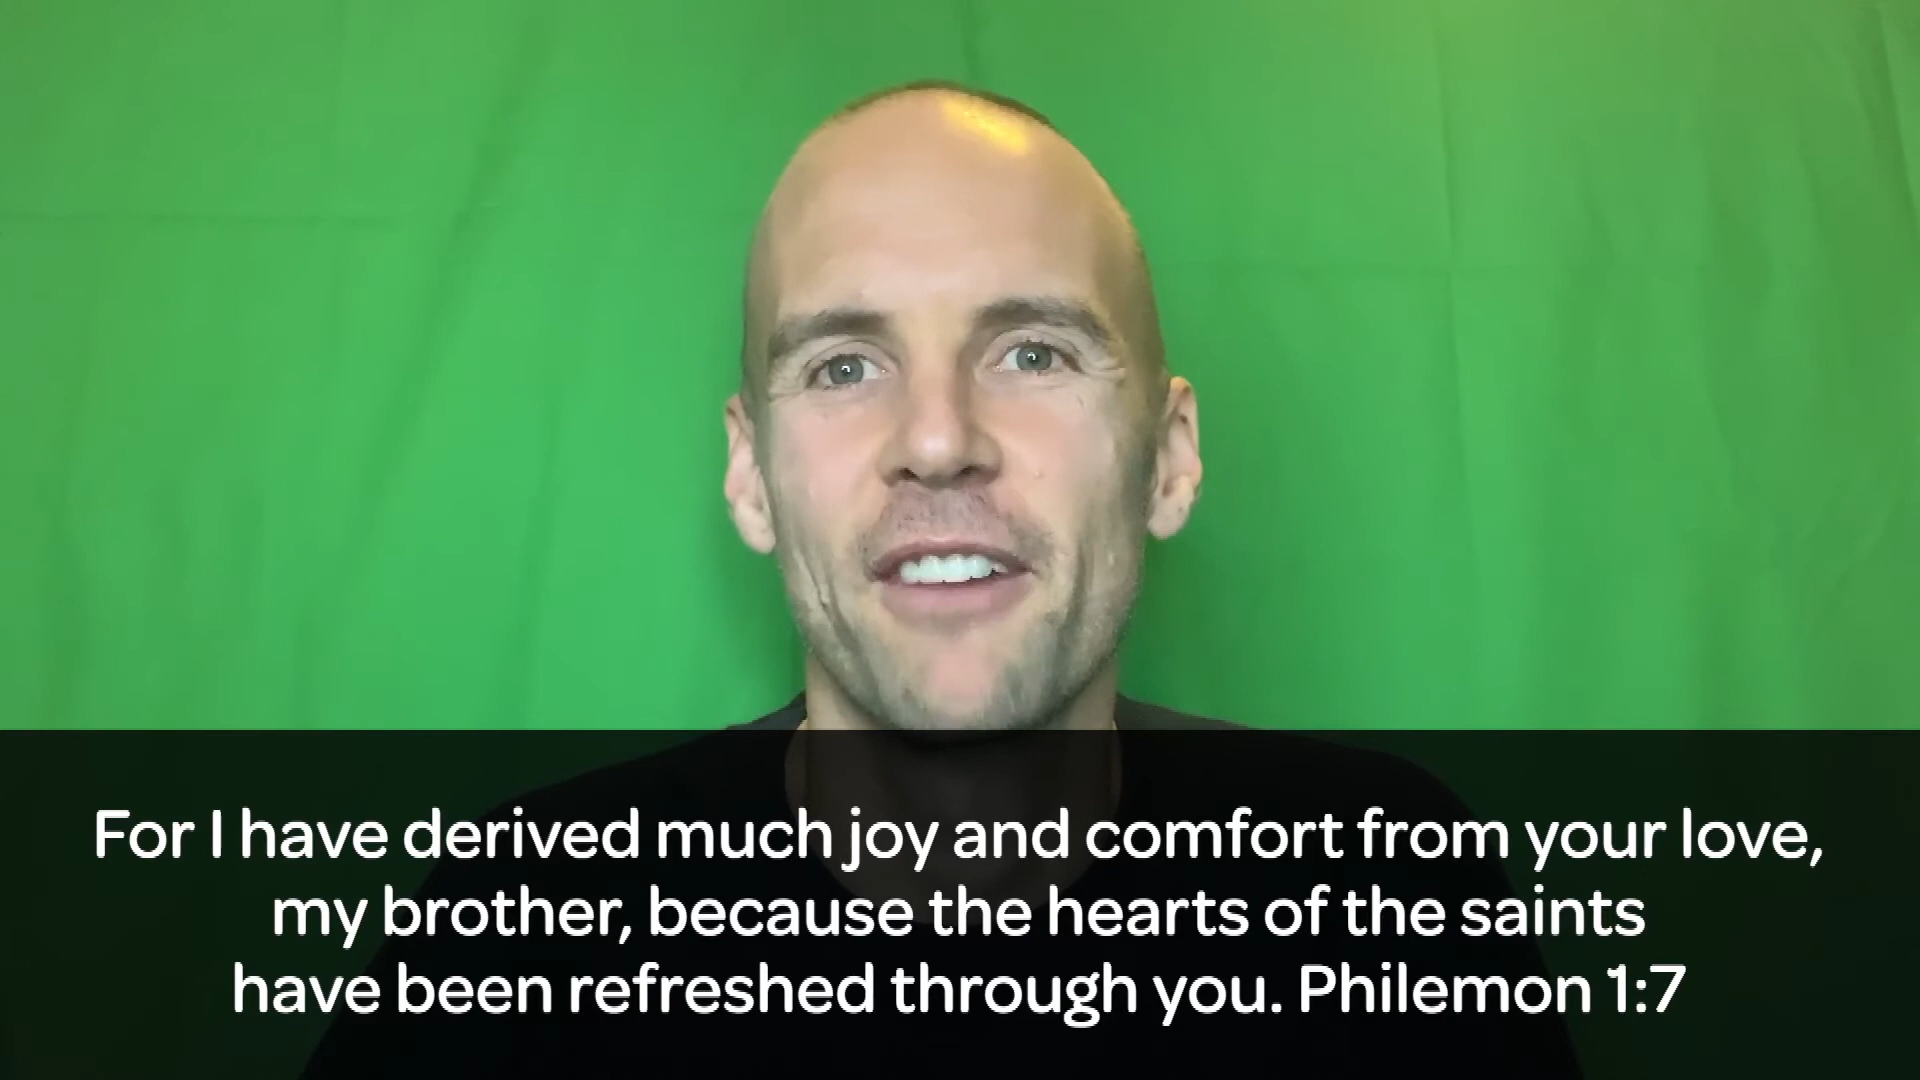 For I have derived much joy and comfort from your love,
my brother, because the hearts of the saints
have been refreshed through you. Philemon 1:7